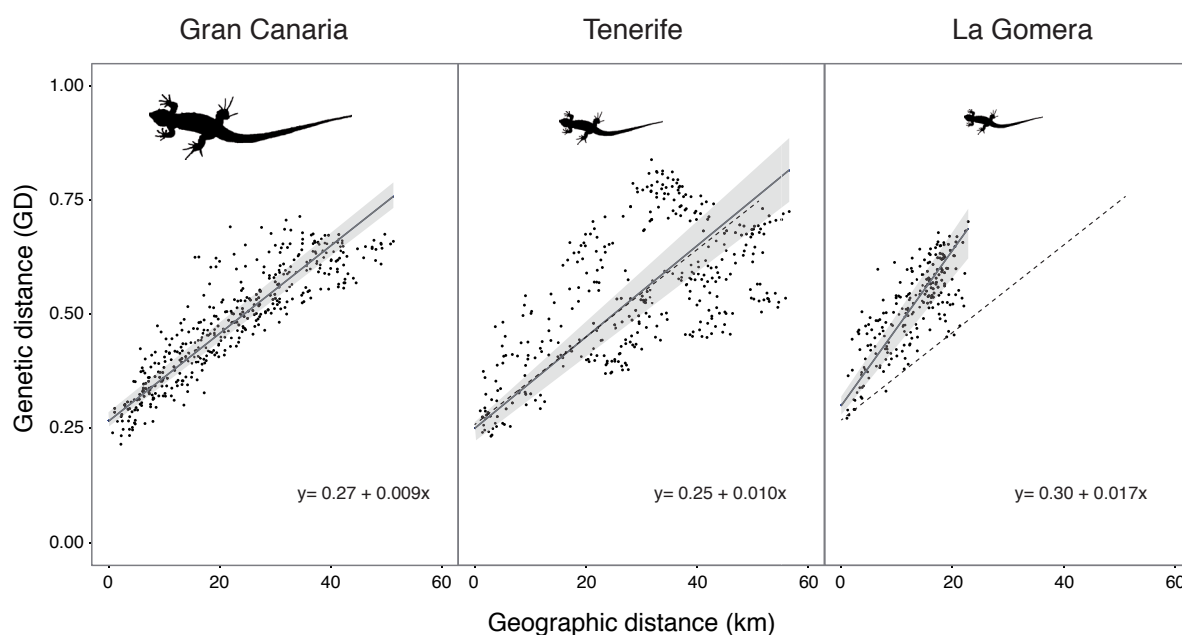 Gran Canaria
Tenerife
La Gomera
Genetic distance (GD)
1.00
0.75
0.50
0.25
0.00
y= 0.27 + 0.009x
y= 0.25 + 0.010x
y= 0.30 + 0.017x
0 20 40 60
0 20 40 60
0 20 40 60
Geographic distance (km)